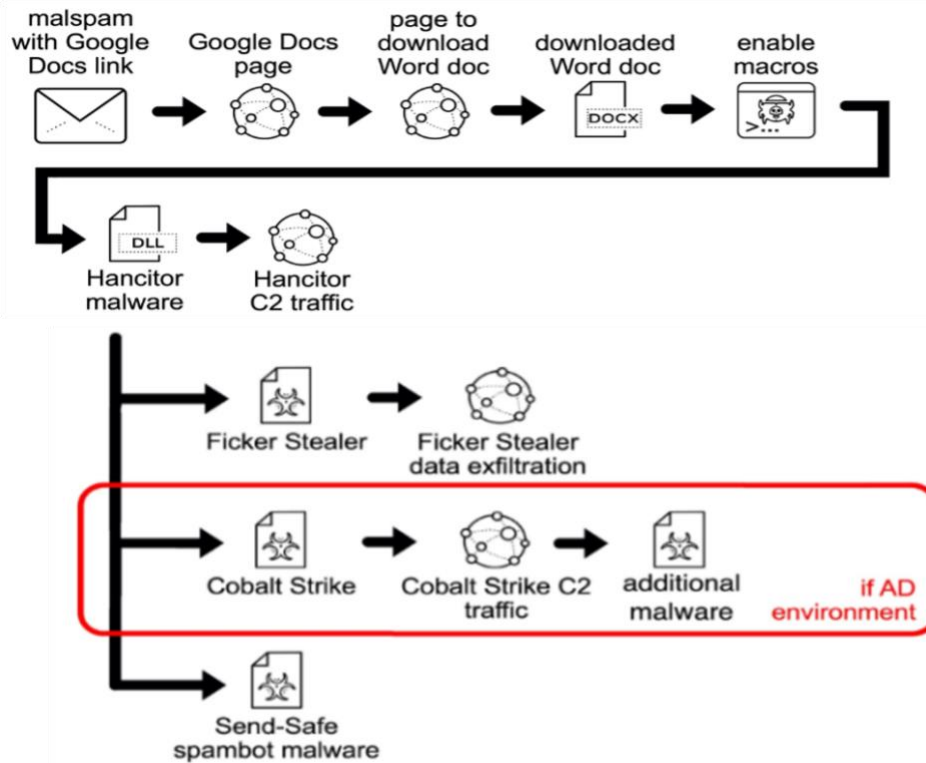 malspam
with Google
Docs link
Google Docs
page
page to
download
Word doc
downloaded
Word doc
enable
macros
DOCX
>...
DLL
Hancitor
malware
Hancitor
C2 traffic
Ficker Stealer
Ficker Stealer
data exfiltration
Cobalt Strike
Cobalt Strike C2
traffic
additional
malware
if AD
environment
Send-Safe
spambot malware